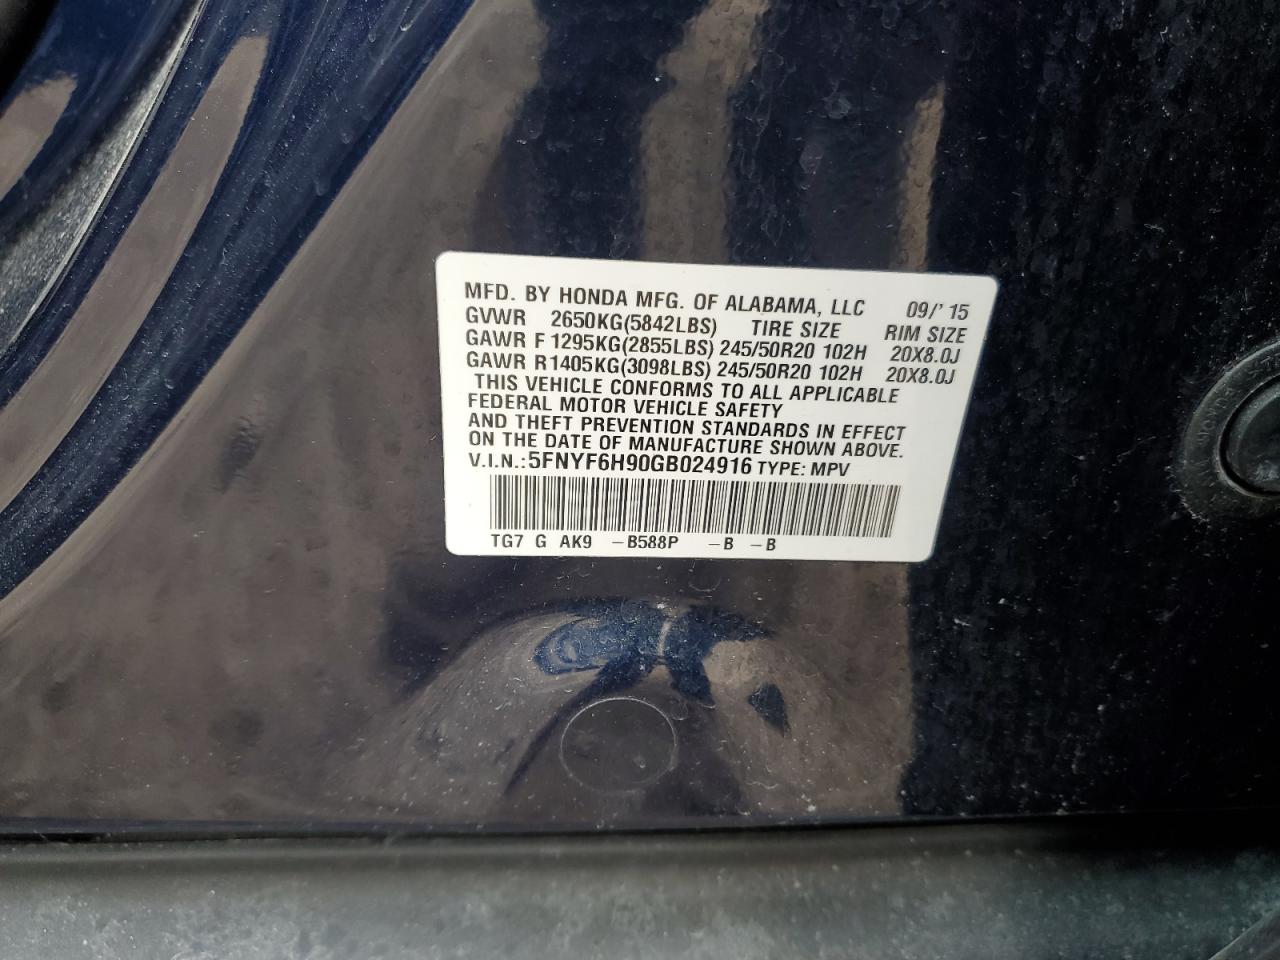 MFD. BY HONDA MFG. OF ALABAMA, LLC 09/'15
GVWR 2650KG(5842LBS) TIRE SIZE RIM SIZE
GAWR F 1295KG(2855LBS) 245/50R20 102H 20X8.0J
GAWR R1405KG(3098LBS) 245/50R20 102H 20X8.0J
THIS VEHICLE CONFORMS TO ALL APPLICABLE
FEDERAL MOTOR VEHICLE SAFETY
AND THEFT PREVENTION STANDARDS IN EFFECT
ON THE DATE OF MANUFACTURE SHOWN ABOVE.
V.I.N.:5FNYF6H90GB024916 TYPE: MPV
TG7 G AK9 -B588P -B -B